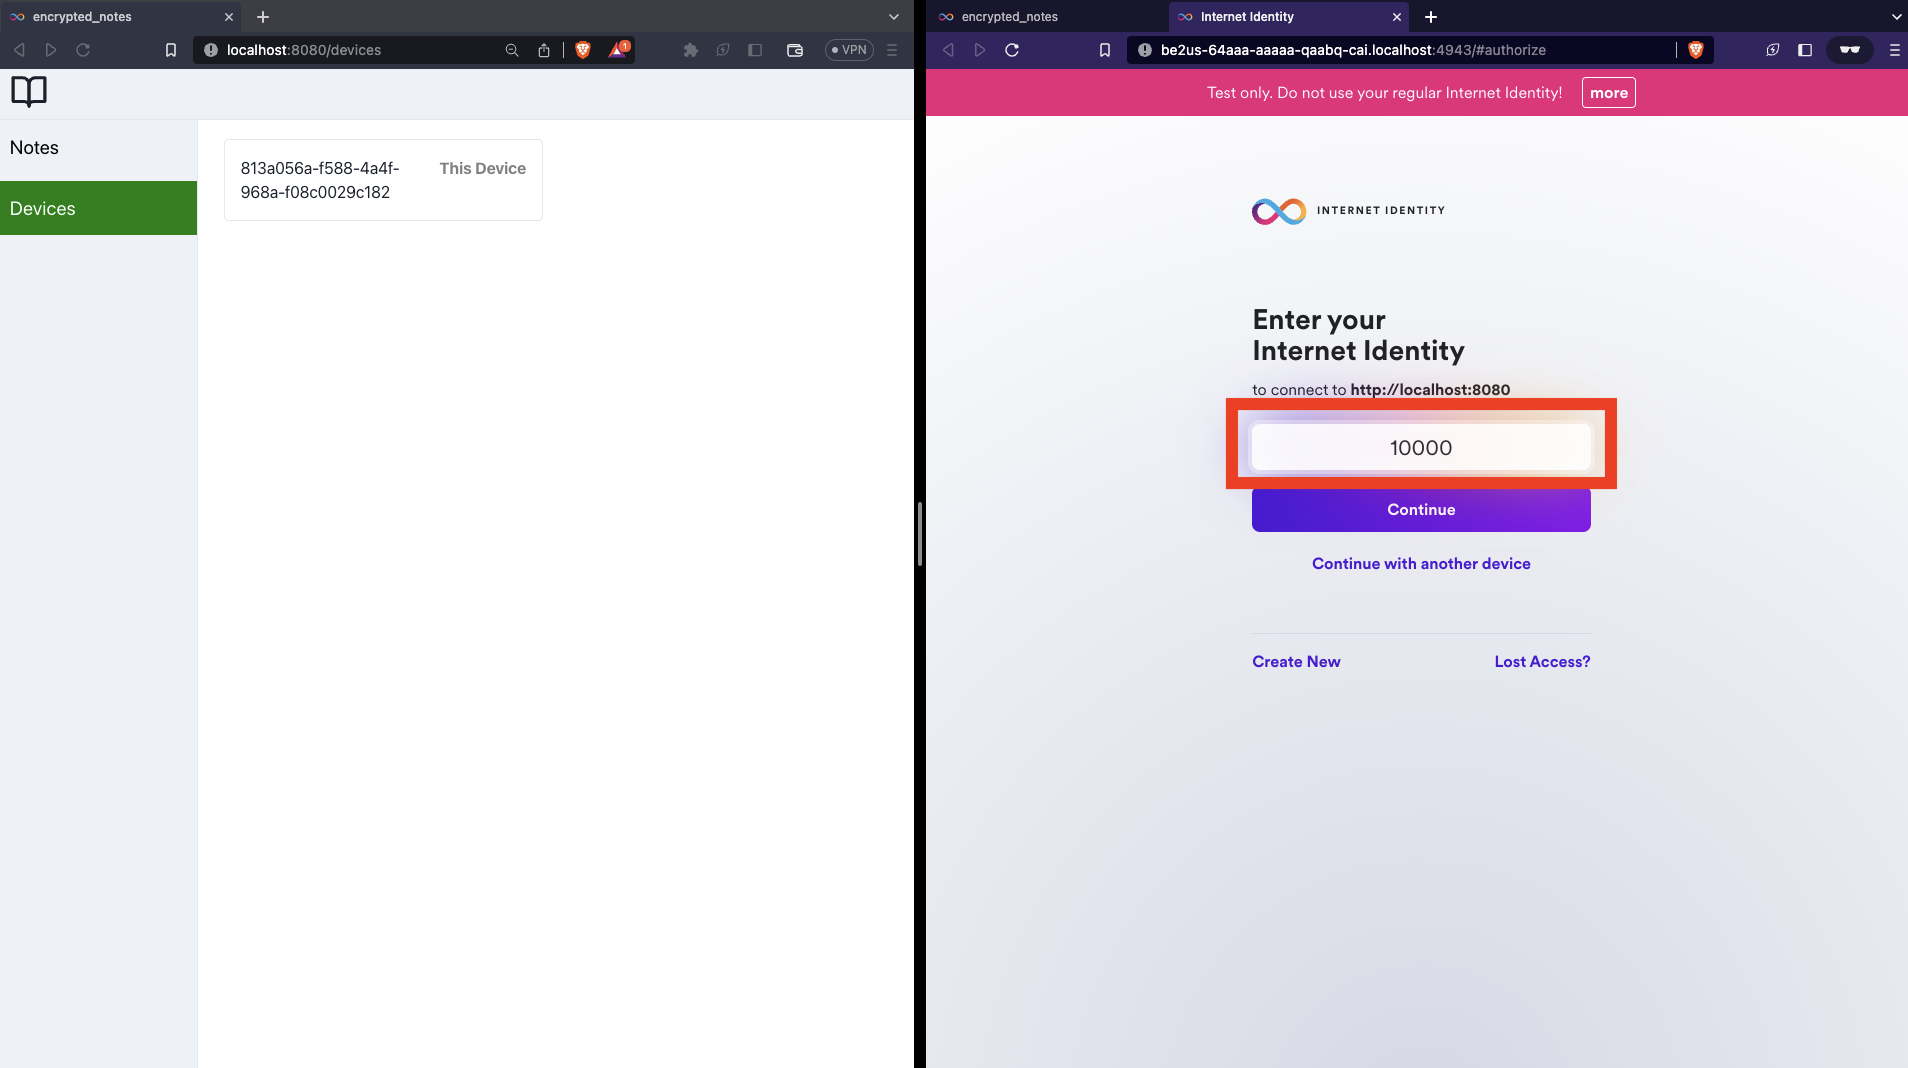 encrypted_notes
localhost:8080/devices
1
VPN
Notes
Devices
813a056a-f588-4a4f-
968a-f08c0029c182
This Device
encrypted_notes
Internet Identity
be2us-64aaa-aaaaa-qaabq-cai.localhost:4943/#authorize
Test only. Do not use your regular Internet Identity!
more
INTERNET IDENTITY
Enter your
Internet Identity
to connect to http://localhost:8080
10000
Continue
Continue with another device
Create New
Lost Access?